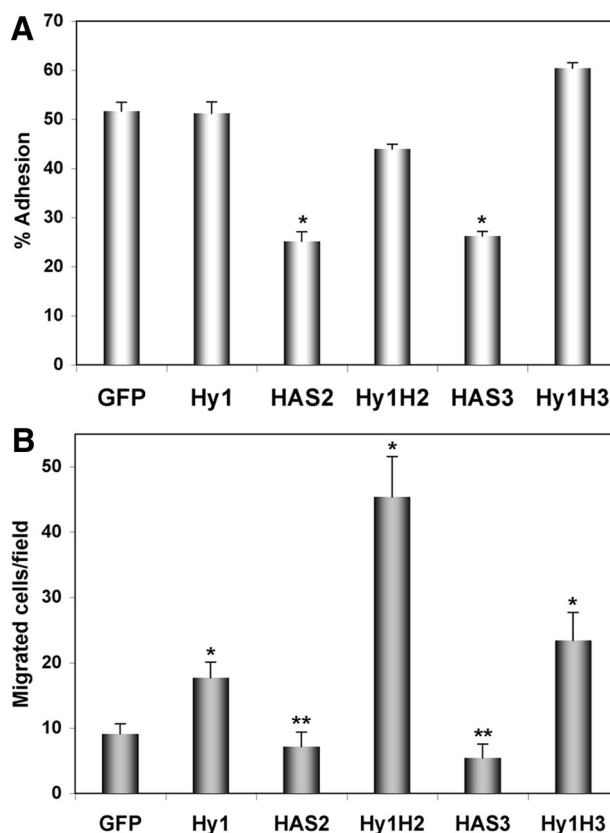 A
% Adhesion
70
60
50
40
30
20
10
0
* *
GFP Hy1 HAS2 Hy1H2 HAS3 Hy1H3
B
Migrated cells/field
50
40
30
20
10
0
* ** * ** *
GFP Hy1 HAS2 Hy1H2 HAS3 Hy1H3